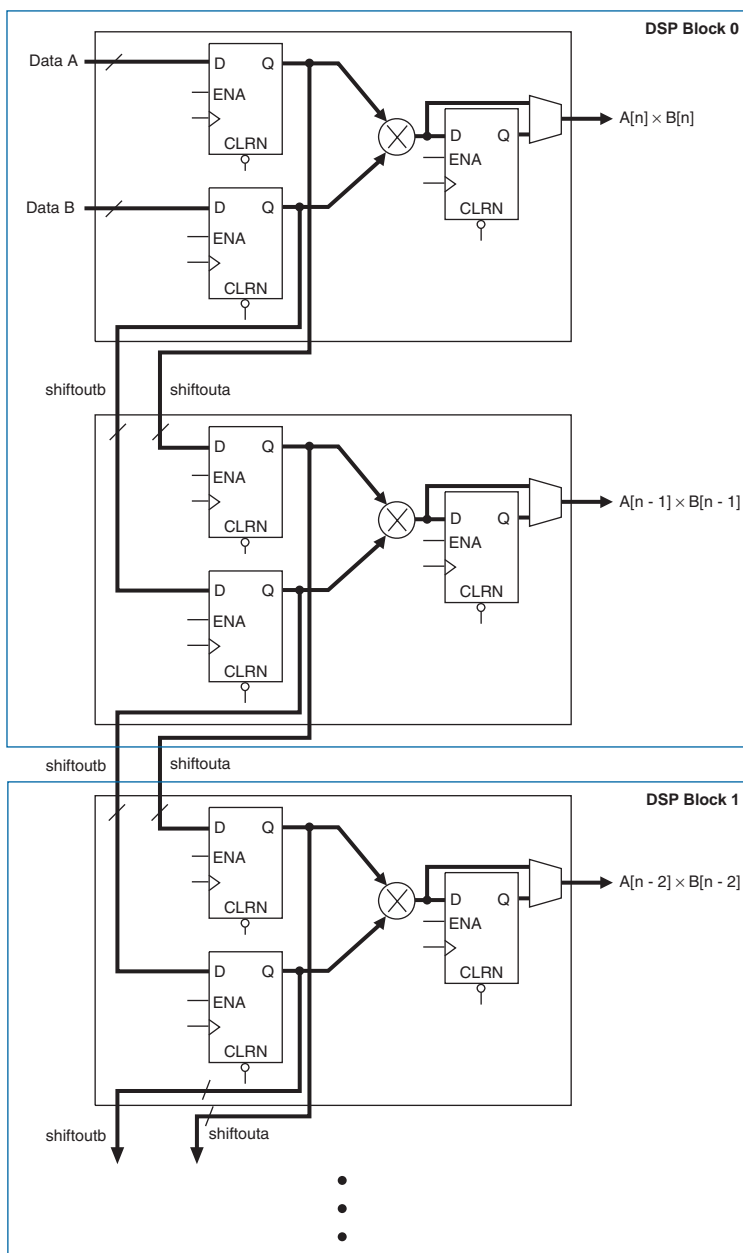 DSP Block 0
Data A
D Q
ENA
CLRN
A[n] × B[n]
D Q
ENA
CLRN
Data B
D Q
ENA
CLRN
shiftoutb
shiftouta
D Q
ENA
CLRN
A[n - 1] × B[n - 1]
D Q
ENA
CLRN
D Q
ENA
CLRN
shiftoutb
shiftouta
DSP Block 1
D Q
ENA
CLRN
A[n - 2] × B[n - 2]
D Q
ENA
CLRN
D Q
ENA
CLRN
shiftoutb
shiftouta